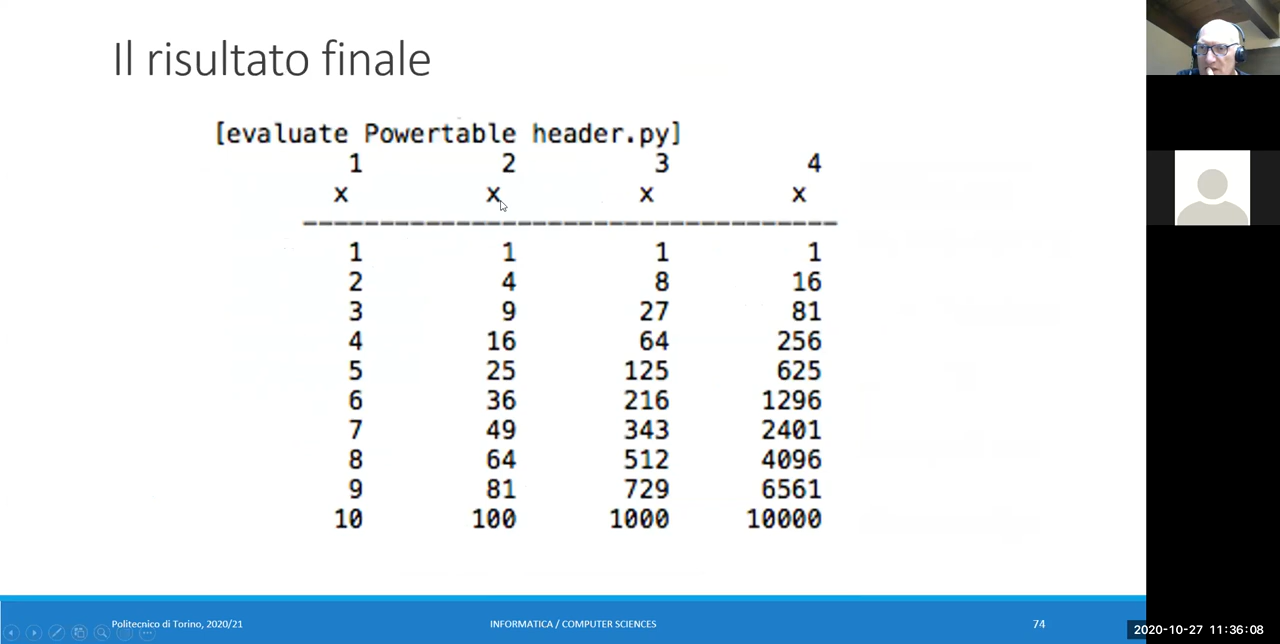 Il risultato finale
[evaluate Powertable header.py]
1 2 3 4
x x x x
-----------------------------------
1 1 1 1
2 4 8 16
3 9 27 81
4 16 64 256
5 25 125 625
6 36 216 1296
7 49 343 2401
8 64 512 4096
9 81 729 6561
10 100 1000 10000
Politecnico di Torino, 2020/21 INFORMATICA / COMPUTER SCIENCES 74
2020-10-27 11:36:08